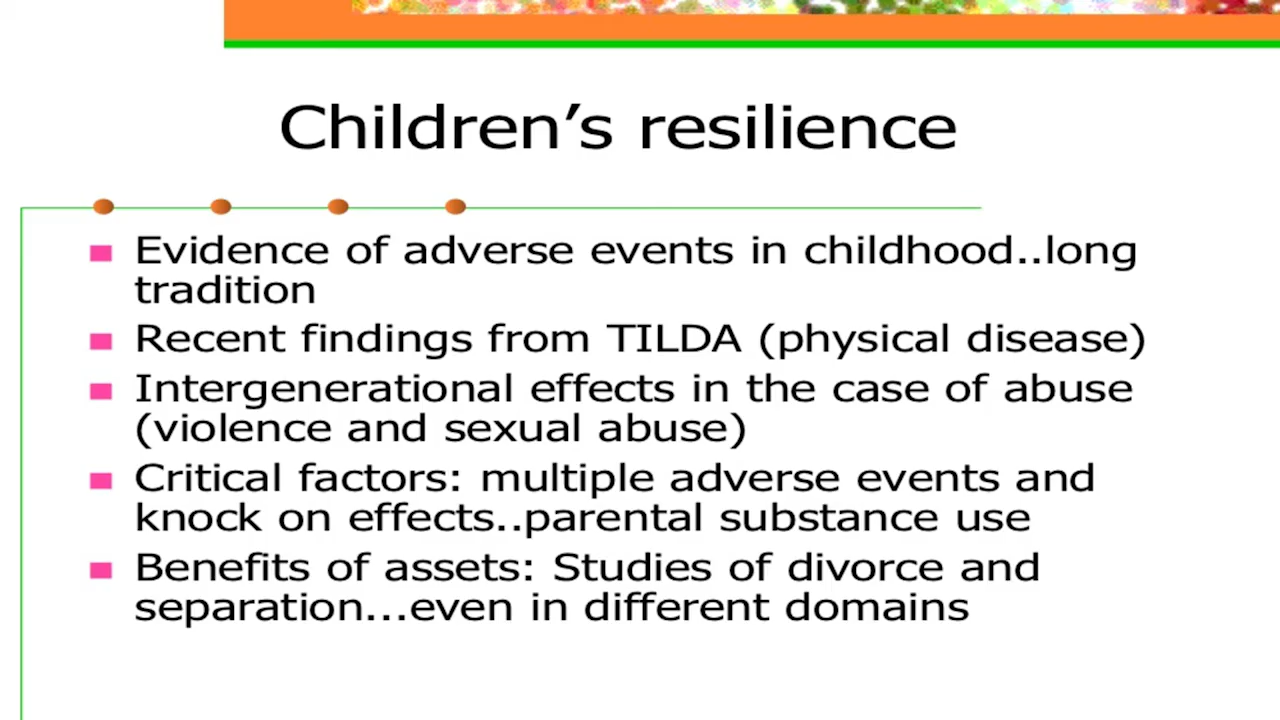 Children’s resilience
Evidence of adverse events in childhood..long
tradition
Recent findings from TILDA (physical disease)
Intergenerational effects in the case of abuse
(violence and sexual abuse)
Critical factors: multiple adverse events and
knock on effects..parental substance use
Benefits of assets: Studies of divorce and
separation...even in different domains